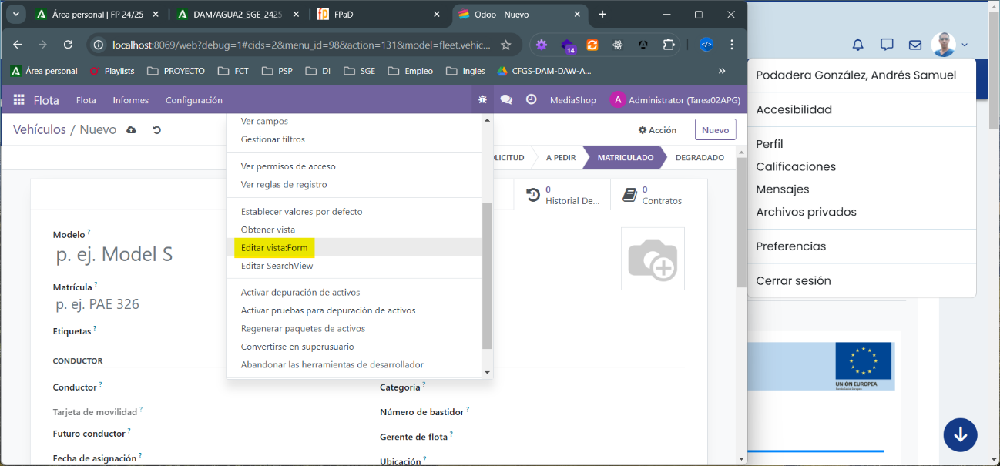 Área personal | FP 24/25
DAM/AGUA2_SGE_2425
FPaD
Odoo - Nuevo
localhost:8069/web?debug=1#cids=2&menu_id=98&action=131&model=fleet.vehic...
14
Área personal
Playlists
PROYECTO
FCT
PSP
DI
SGE
Empleo
Ingles
CFGS-DAM-DAW-A...
Flota
Flota
Informes
Configuración
MediaShop
A
Administrator (Tarea02APG)
Vehículos / Nuevo
Acción
Nuevo
LICITUD
A PEDIR
MATRICULADO
DEGRADADO
0
Historial De...
0
Contratos
Ver campos
Gestionar filtros
Ver permisos de acceso
Ver reglas de registro
Establecer valores por defecto
Obtener vista
Editar vista:Form
Editar SearchView
Activar depuración de activos
Activar pruebas para depuración de activos
Regenerar paquetes de activos
Convertirse en superusuario
Abandonar las herramientas de desarrollador
Modelo ?
p. ej. Model S
Matrícula ?
p. ej. PAE 326
Etiquetas ?
CONDUCTOR
Conductor ?
Tarjeta de movilidad ?
Futuro conductor ?
Fecha de asignación ?
Categoría ?
Número de bastidor ?
Gerente de flota ?
Ubicación ?
Podadera González, Andrés Samuel
Accesibilidad
Perfil
Calificaciones
Mensajes
Archivos privados
Preferencias
Cerrar sesión
UNIÓN EUROPEA